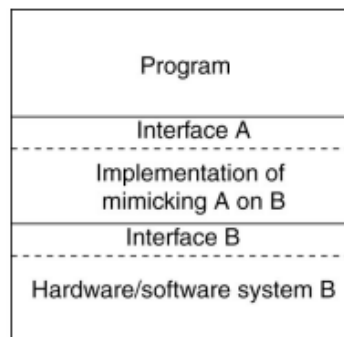 Program
Interface A
Implementation of
mimicking A on B
Interface B
Hardware/software system B